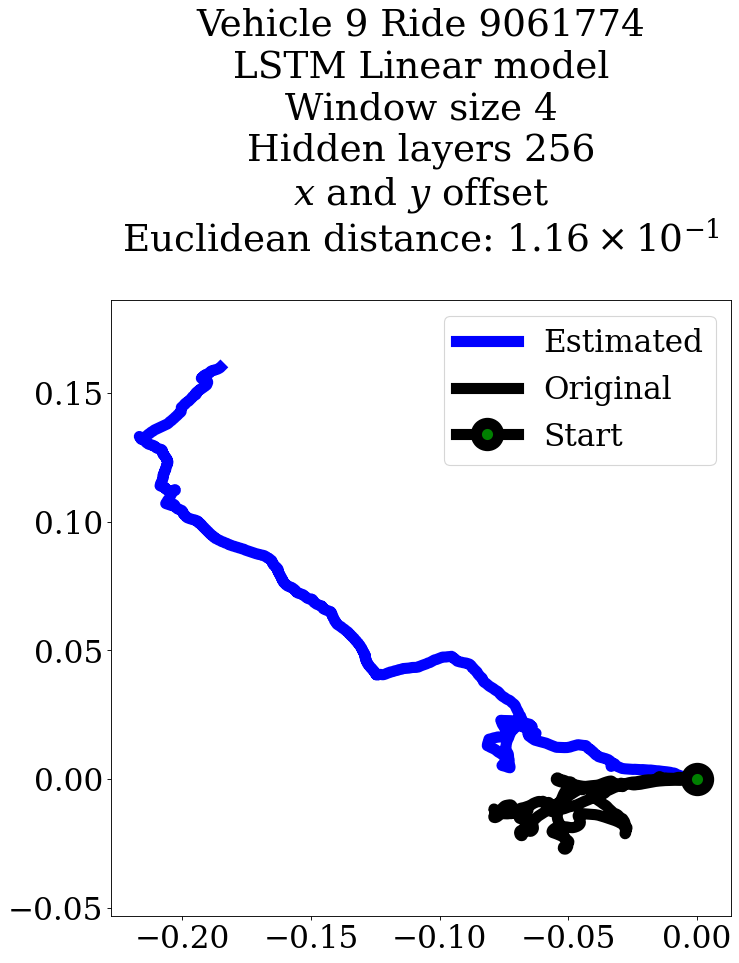 Vehicle 9 Ride 9061774
LSTM Linear model
Window size 4
Hidden layers 256
x and y offset
Euclidean distance: 1.16 × 10⁻¹
Estimated
Original
Start
0.15
0.10
0.05
0.00
−0.05
−0.20 −0.15 −0.10 −0.05 0.00